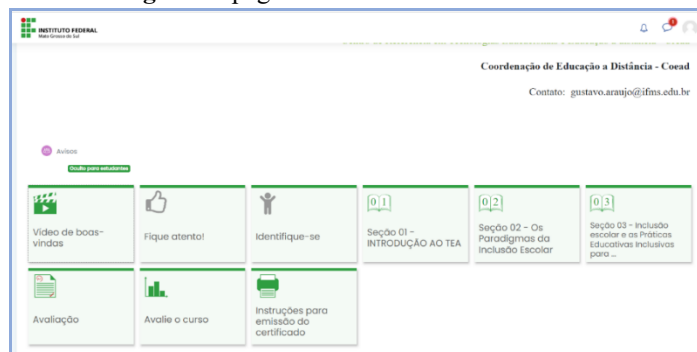 INSTITUTO FEDERAL
Mato Grosso do Sul
Coordenação de Educação a Distância - Coead
Contato: gustavo.araujo@ifms.edu.br
Avisos
Oculto para estudantes
Vídeo de boas-
vindas
Fique atento!
Identifique-se
01
Seção 01 -
INTRODUÇÃO AO TEA
02
Seção 02 - Os
Paradigmas da
Inclusão Escolar
03
Seção 03 - Inclusão
escolar e as Práticas
Educativas Inclusivas
para ...
Avaliação
Avalie o curso
Instruções para
emissão do
certificado